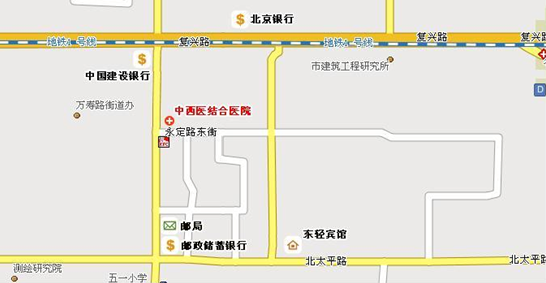 北京银行
地铁1号线
复兴路
地铁1号线
复兴路
复兴路
中国建设银行
市建筑工程研究所
万寿路街道办
中西医结合医院
永定路东街
邮局
邮政储蓄银行
东轻宾馆
北太平路
北太平路
测绘研究院
五一小学
D